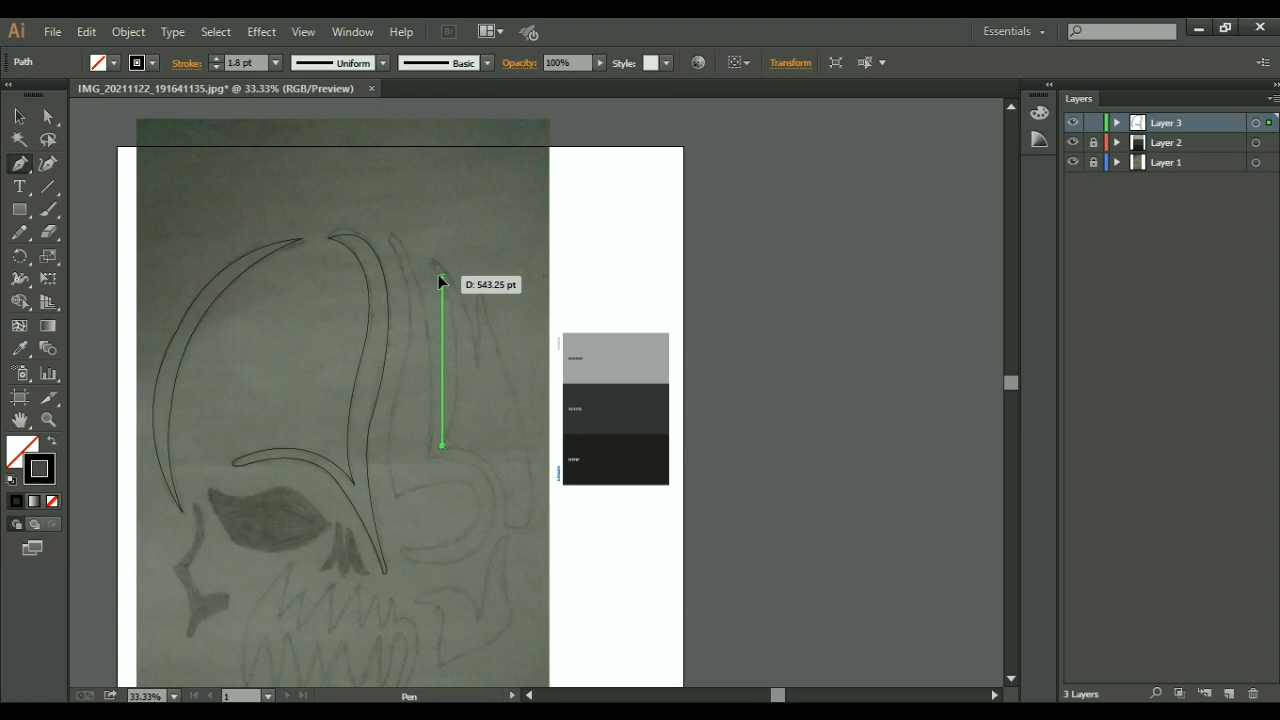 Ai File Edit Object Type Select Effect View Window Help Br Essentials
Path Stroke: 1.8 pt Uniform Basic Opacity: 100% Style: Transform
IMG_20211122_191641135.jpg* @ 33.33% (RGB/Preview) ×
Layers
Layer 3
Layer 2
Layer 1
T
D: 543.25 pt
33.33% 1 Pen
3 Layers